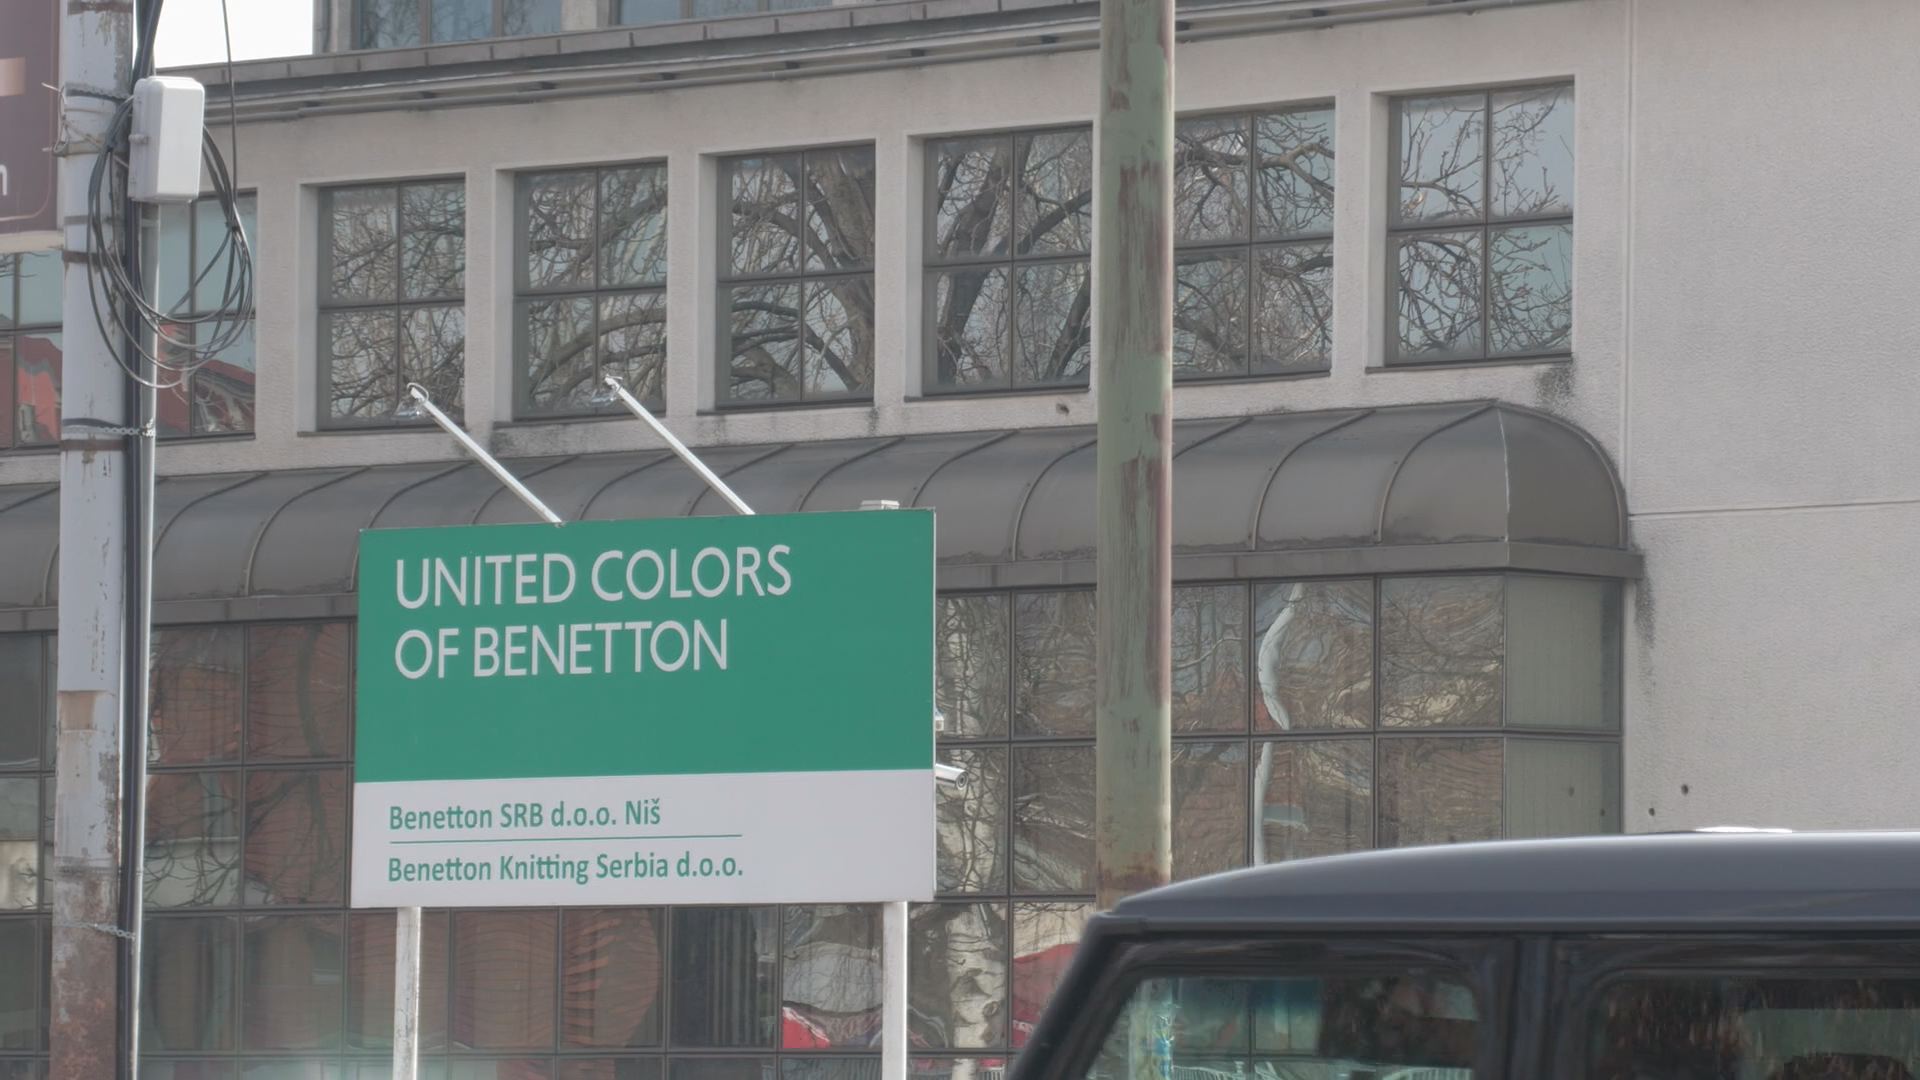 UNITED COLORS
OF BENETTON
Benetton SRB d.o.o. Niš
Benetton Knitting Serbia d.o.o.